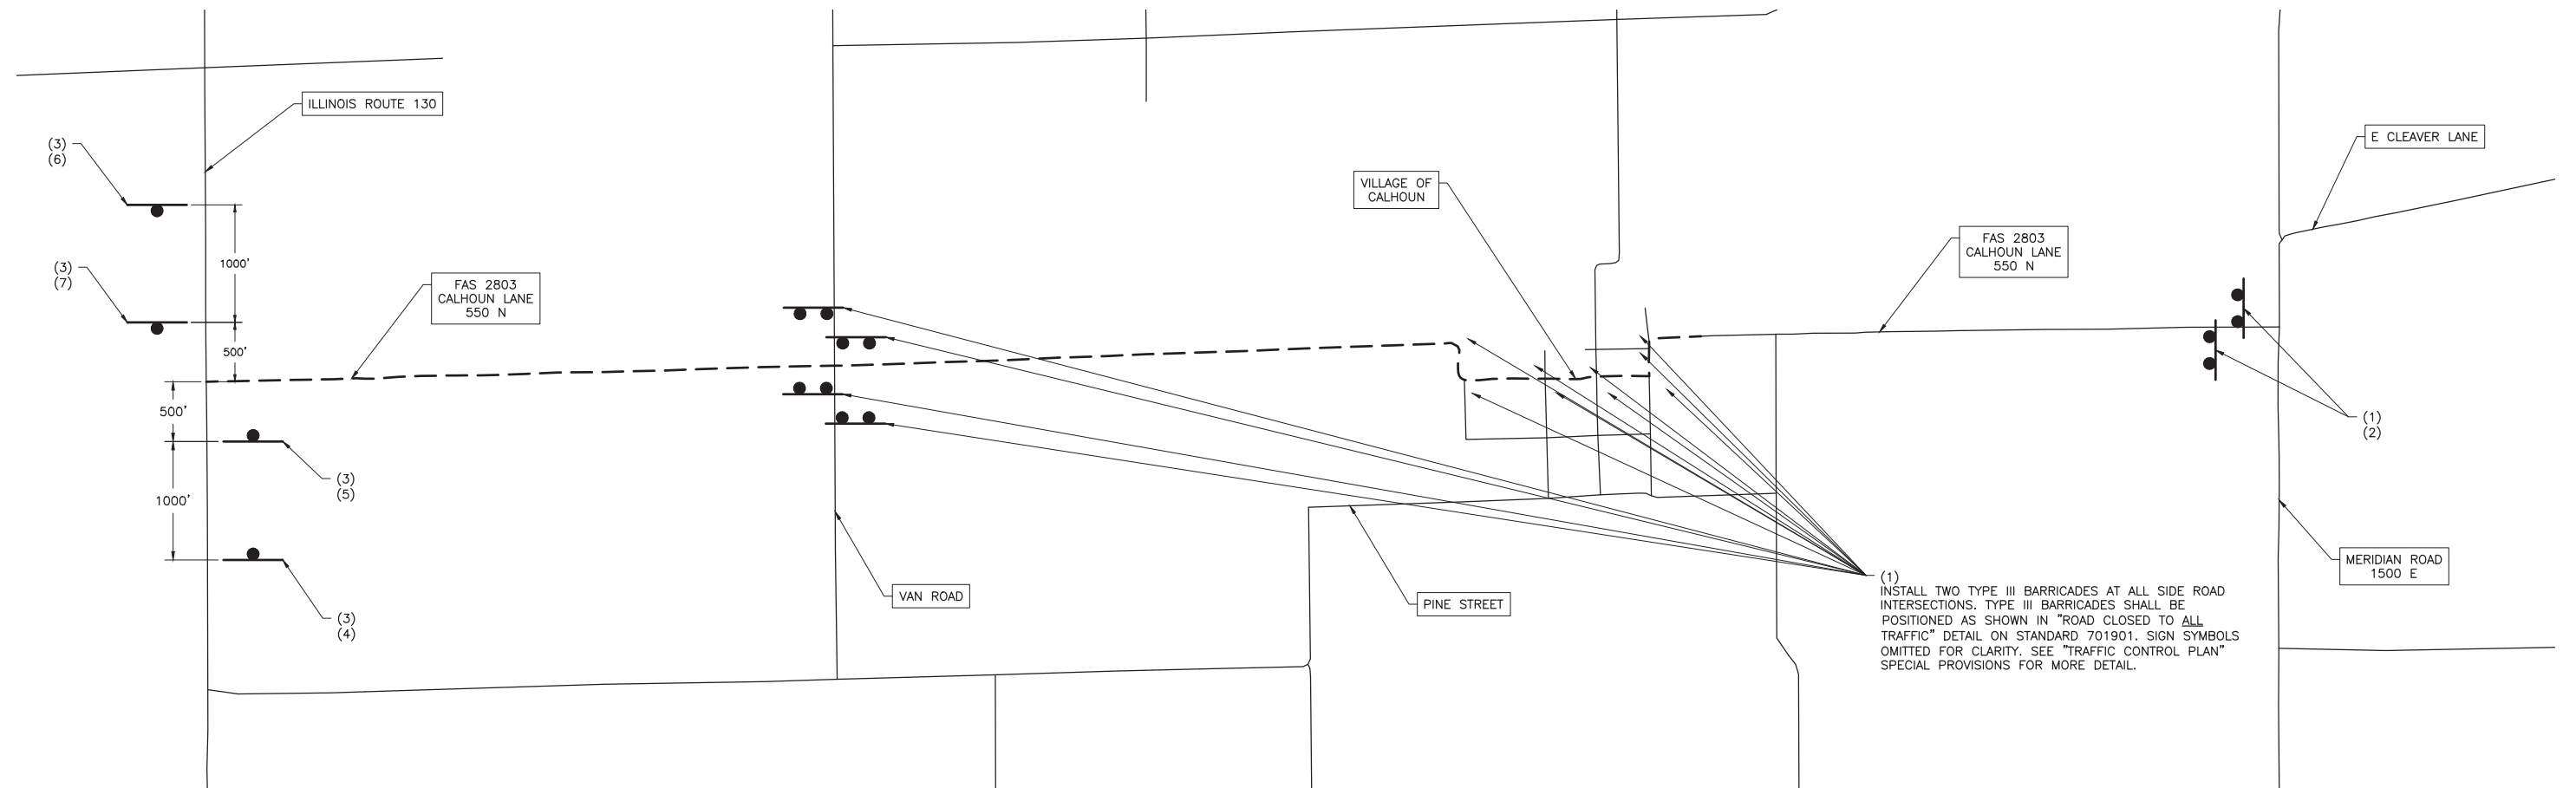 ILLINOIS ROUTE 130
(3)
(6)
1000'
(3)
(7)
500'
FAS 2803
CALHOUN LANE
550 N
500'
(3)
(5)
1000'
(3)
(4)
VAN ROAD
VILLAGE OF
CALHOUN
PINE STREET
FAS 2803
CALHOUN LANE
550 N
E CLEAVER LANE
(1)
(2)
MERIDIAN ROAD
1500 E
(1)
INSTALL TWO TYPE III BARRICADES AT ALL SIDE ROAD
INTERSECTIONS. TYPE III BARRICADES SHALL BE
POSITIONED AS SHOWN IN "ROAD CLOSED TO ALL
TRAFFIC" DETAIL ON STANDARD 701901. SIGN SYMBOLS
OMITTED FOR CLARITY. SEE "TRAFFIC CONTROL PLAN"
SPECIAL PROVISIONS FOR MORE DETAIL.